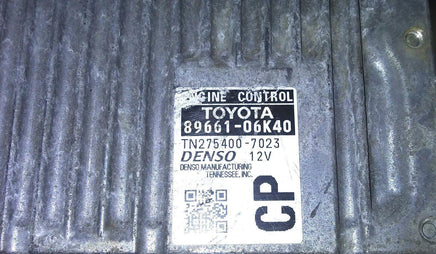 ENGINE CONTROL
TOYOTA
89661-06K40
TN275400-7023
DENSO 12V
DENSO MANUFACTURING
TENNESSEE, INC.
CP